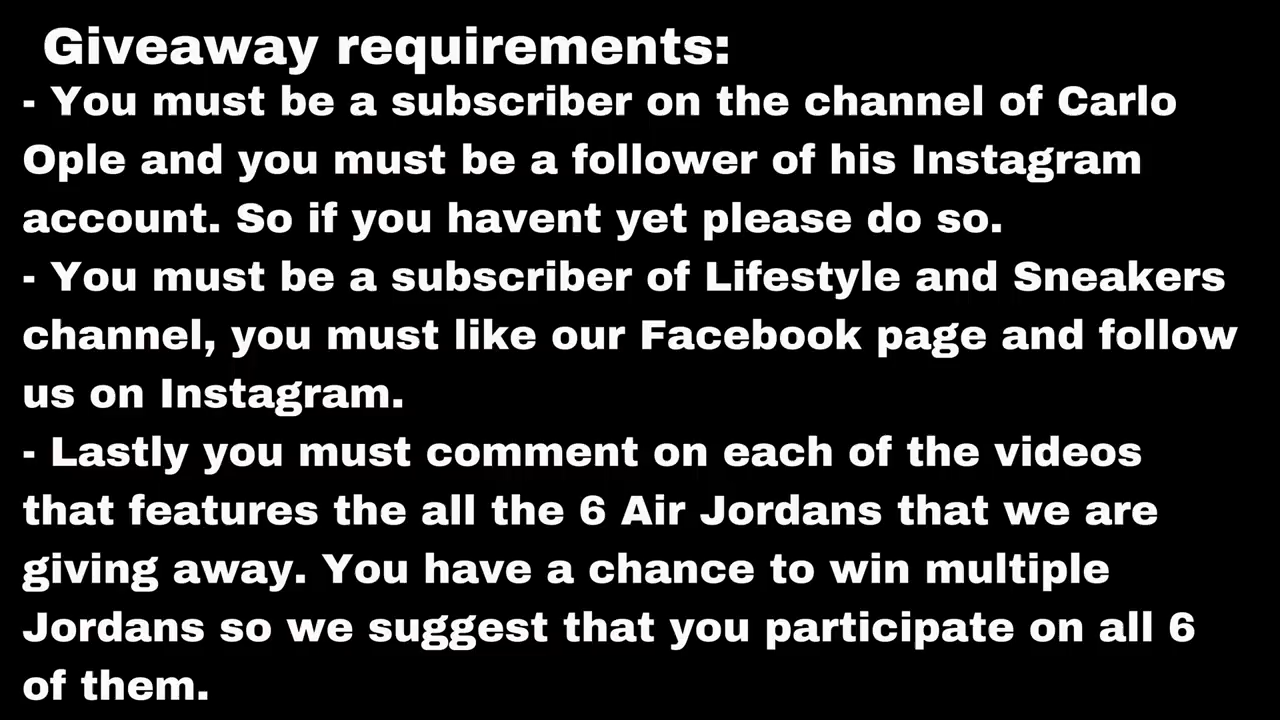 Giveaway requirements:
- You must be a subscriber on the channel of Carlo
Ople and you must be a follower of his Instagram
account. So if you havent yet please do so.
- You must be a subscriber of Lifestyle and Sneakers
channel, you must like our Facebook page and follow
us on Instagram.
- Lastly you must comment on each of the videos
that features the all the 6 Air Jordans that we are
giving away. You have a chance to win multiple
Jordans so we suggest that you participate on all 6
of them.